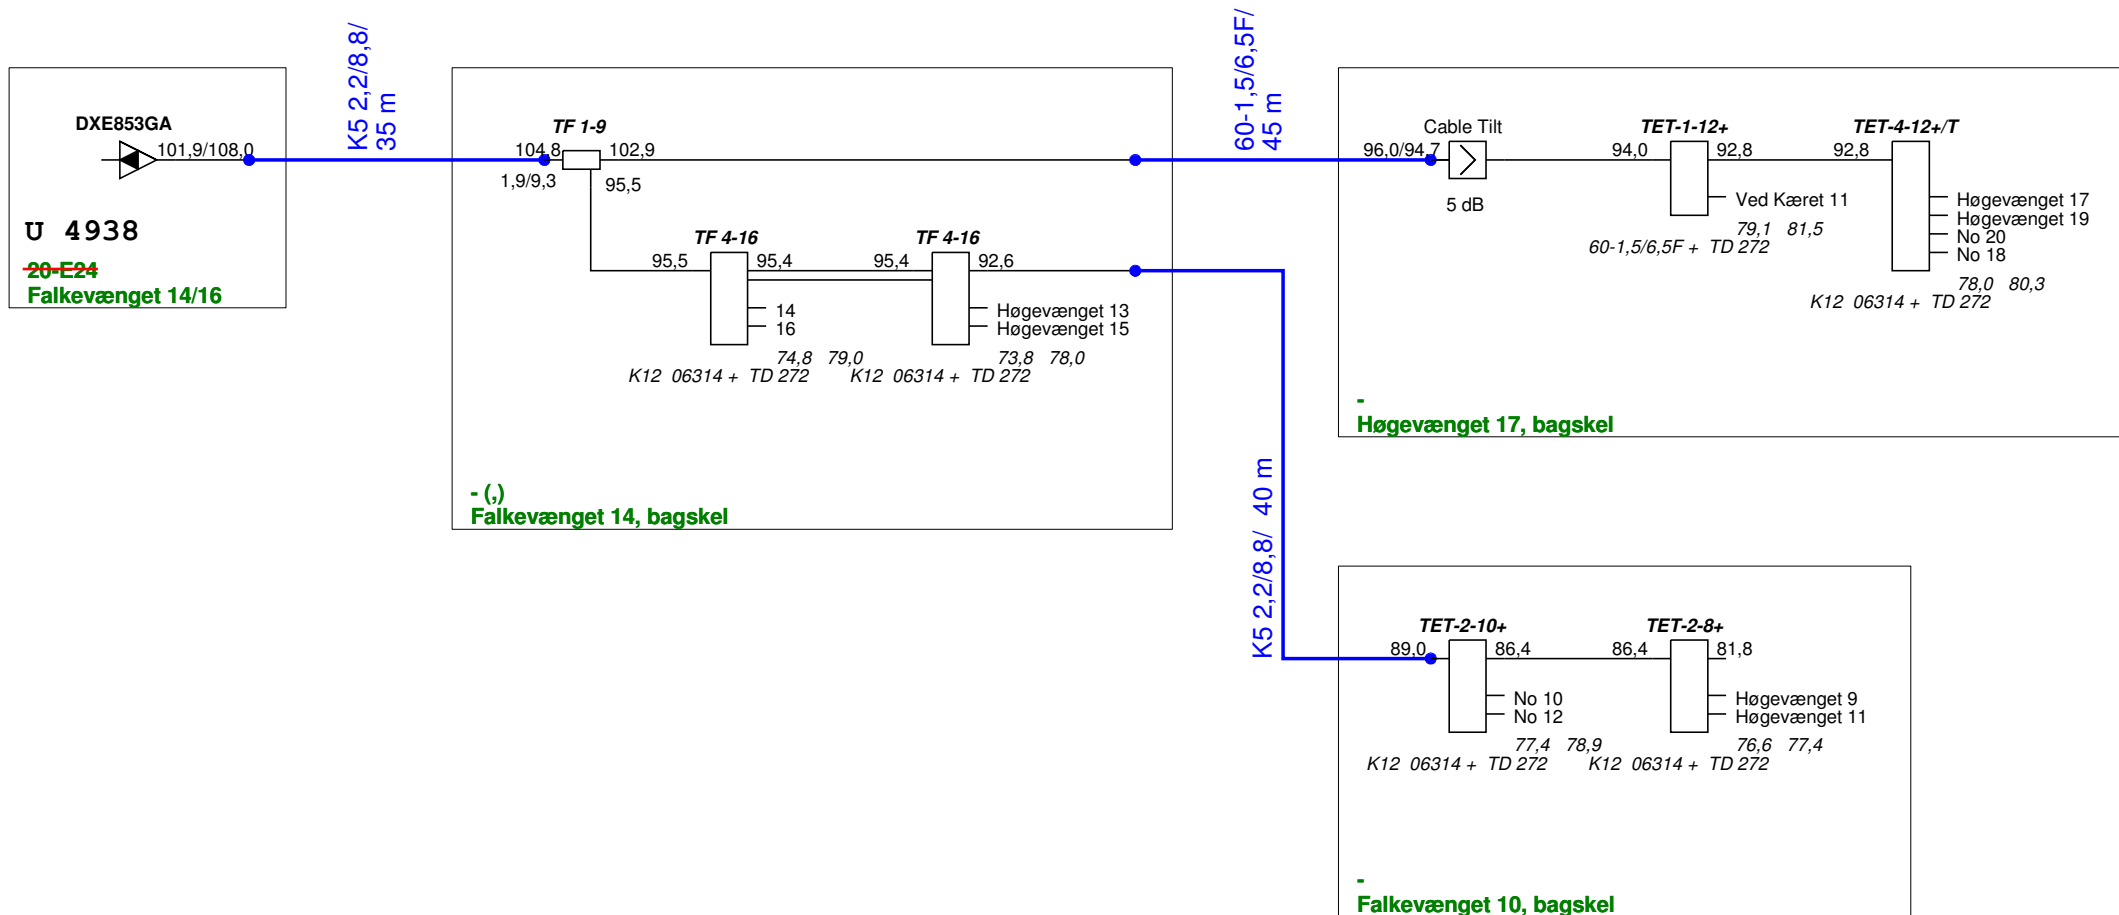 DXE853GA
101,9/108,0
U 4938
20-E24
Falkevænget 14/16
K5 2,2/8,8/
35 m
TF 1-9
104,8
102,9
1,9/9,3
95,5
TF 4-16
95,5
95,4
14
16
74,8 79,0
K12 06314 + TD 272
TF 4-16
95,4
92,6
Høgevænget 13
Høgevænget 15
73,8 78,0
K12 06314 + TD 272
- (,)
Falkevænget 14, bagskel
60-1,5/6,5F/
45 m
96,0/94,7
Cable Tilt
5 dB
TET-1-12+
94,0
92,8
Ved Kæret 11
79,1 81,5
60-1,5/6,5F + TD 272
TET-4-12+/T
92,8
Høgevænget 17
Høgevænget 19
No 20
No 18
78,0 80,3
K12 06314 + TD 272
-
Høgevænget 17, bagskel
K5 2,2/8,8/ 40 m
TET-2-10+
89,0
86,4
No 10
No 12
77,4 78,9
K12 06314 + TD 272
TET-2-8+
86,4
81,8
Høgevænget 9
Høgevænget 11
76,6 77,4
K12 06314 + TD 272
-
Falkevænget 10, bagskel